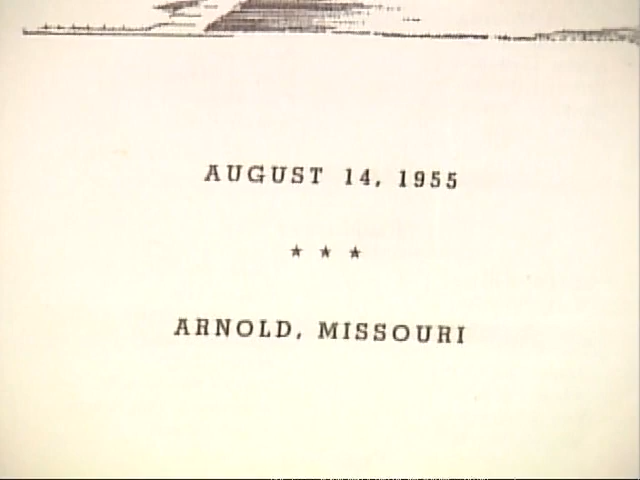 AUGUST 14, 1955
★ ★ ★
ARNOLD, MISSOURI